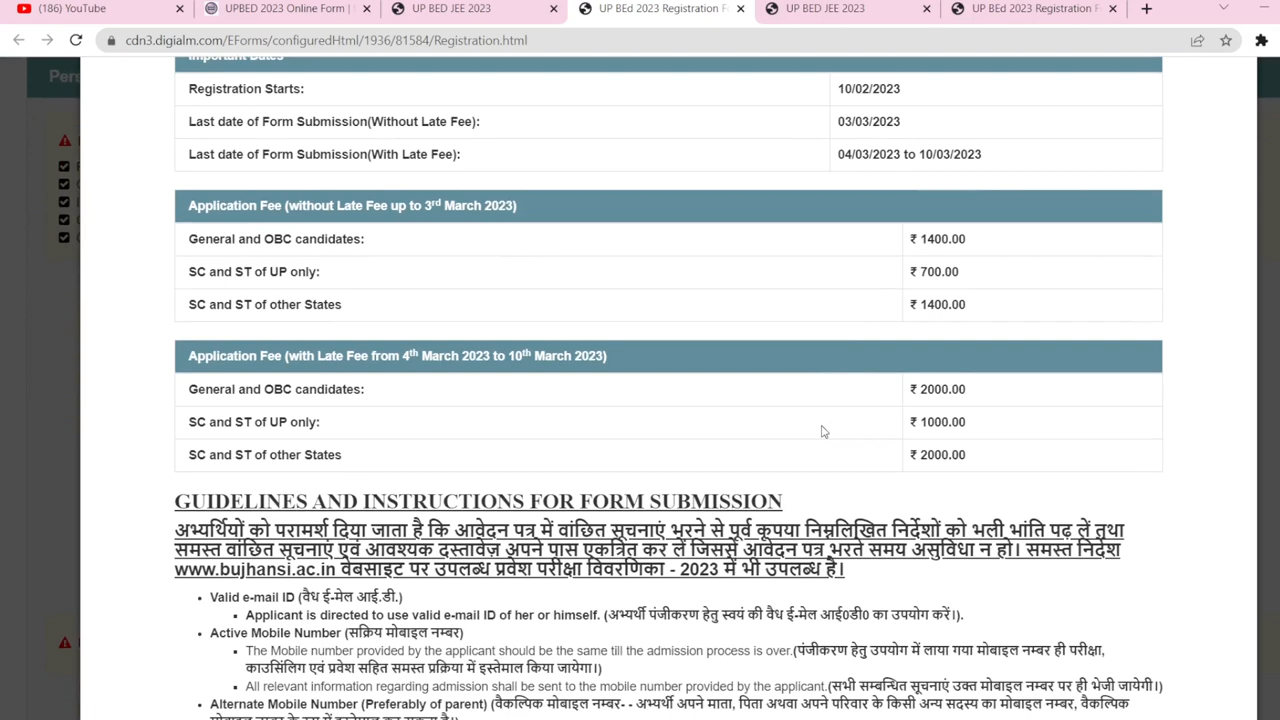 (186) YouTube
UPBED 2023 Online Form |
UP BED JEE 2023
UP BEd 2023 Registration F
UP BED JEE 2023
UP BEd 2023 Registration F
cdn3.digialm.com/EForms/configuredHtml/1936/81584/Registration.html
Pers
Important Dates
Registration Starts: 10/02/2023
Last date of Form Submission(Without Late Fee): 03/03/2023
Last date of Form Submission(With Late Fee): 04/03/2023 to 10/03/2023
Application Fee (without Late Fee up to 3rd March 2023)
General and OBC candidates: ₹ 1400.00
SC and ST of UP only: ₹ 700.00
SC and ST of other States ₹ 1400.00
Application Fee (with Late Fee from 4th March 2023 to 10th March 2023)
General and OBC candidates: ₹ 2000.00
SC and ST of UP only: ₹ 1000.00
SC and ST of other States ₹ 2000.00
GUIDELINES AND INSTRUCTIONS FOR FORM SUBMISSION
अभ्यर्थियों को परामर्श दिया जाता है कि आवेदन पत्र में वांछित सूचनाएं भरने से पूर्व कृपया निम्नलिखित निर्देशों को भली भांति पढ़ लें तथा
समस्त वांछित सूचनाएं एवं आवश्यक दस्तावेज़ अपने पास एकत्रित कर लें जिससे आवेदन पत्र भरते समय असुविधा न हो। समस्त निर्देश
www.bujhansi.ac.in वेबसाइट पर उपलब्ध प्रवेश परीक्षा विवरणिका - 2023 में भी उपलब्ध है।
Valid e-mail ID (वैध ई-मेल आई.डी.)
Applicant is directed to use valid e-mail ID of her or himself. (अभ्यर्थी पंजीकरण हेतु स्वयं की वैध ई-मेल आई0डी0 का उपयोग करें।).
Active Mobile Number (सक्रिय मोबाइल नम्बर)
The Mobile number provided by the applicant should be the same till the admission process is over.(पंजीकरण हेतु उपयोग में लाया गया मोबाइल नम्बर ही परीक्षा,
काउसिंलिग एवं प्रवेश सहित समस्त प्रक्रिया में इस्तेमाल किया जायेगा।)
All relevant information regarding admission shall be sent to the mobile number provided by the applicant.(सभी सम्बन्धित सूचनाएं उक्त मोबाइल नम्बर पर ही भेजी जायेगी।)
Alternate Mobile Number (Preferably of parent) (वैकल्पिक मोबाइल नम्बर- - अभ्यर्थी अपने माता, पिता अथवा अपने परिवार के किसी अन्य सदस्य का मोबाइल नम्बर, वैकल्पिक